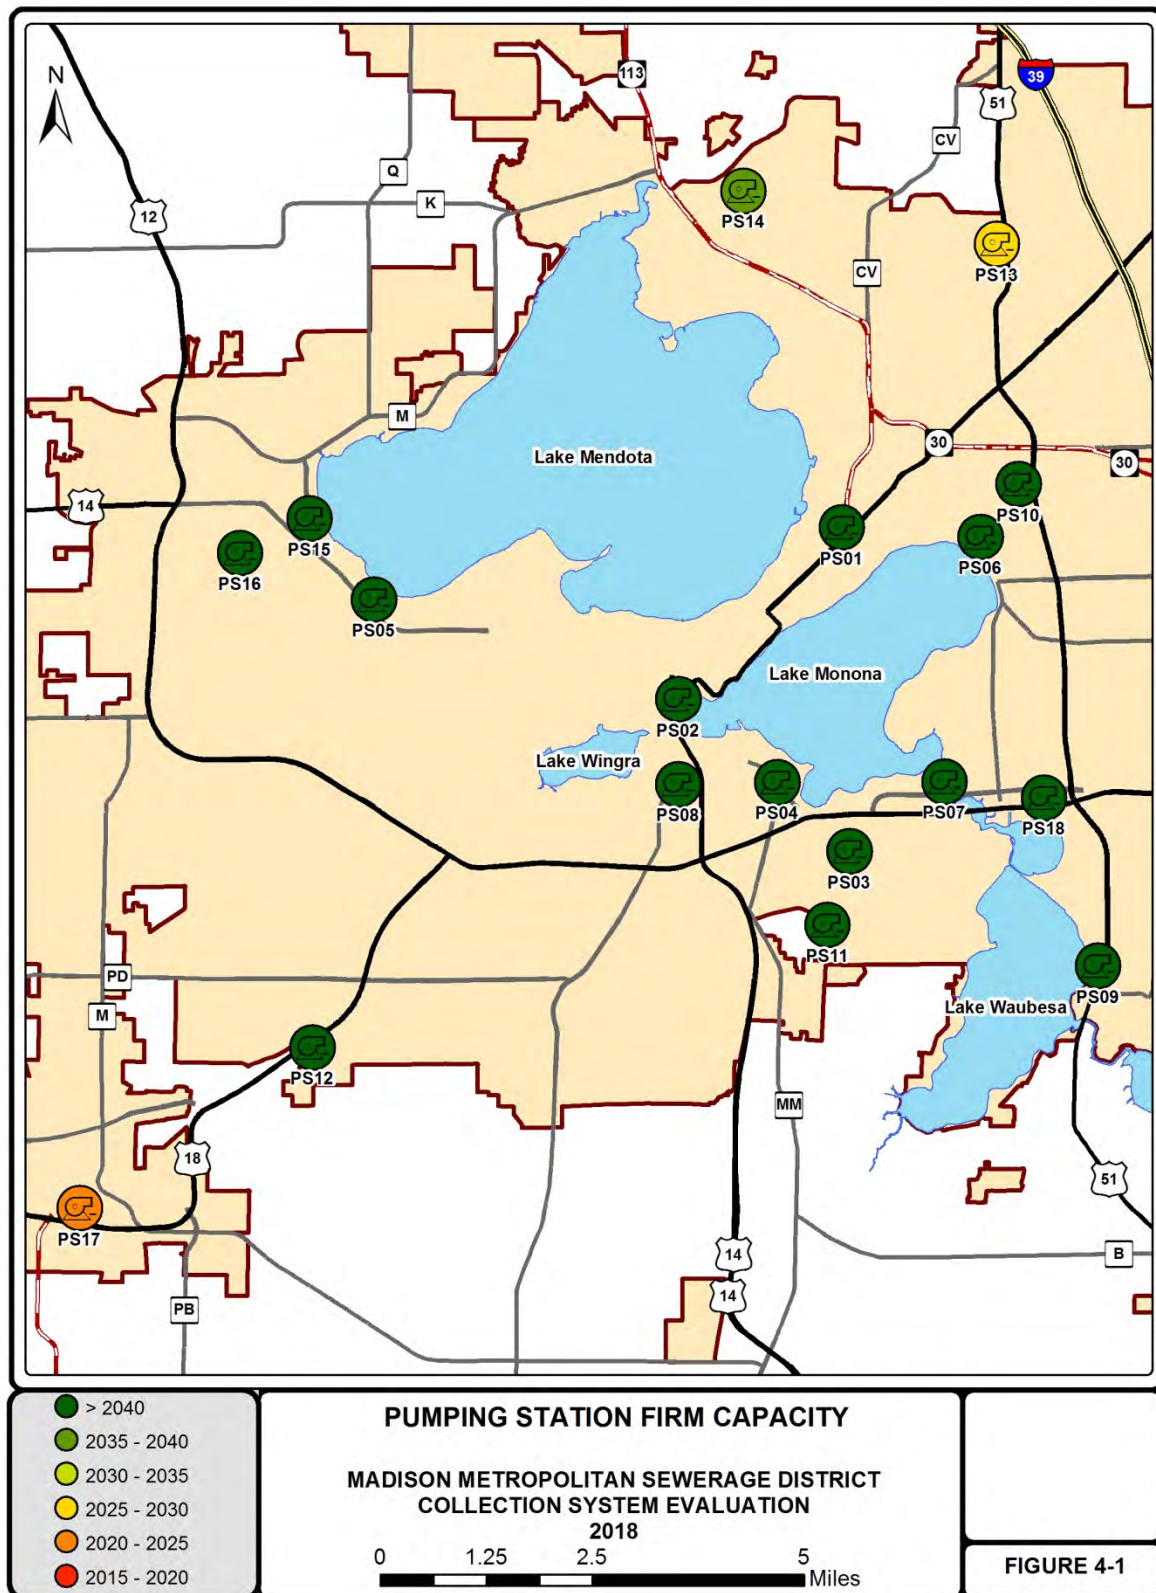 113
39
51
N
CV
Q
12
K
PS14
PS13
CV
M
Lake Mendota
30
30
14
PS10
PS15
PS01
PS06
PS16
PS05
Lake Monona
PS02
Lake Wingra
PS08
PS04
PS07
PS18
PS03
PS11
PD
PS09
M
Lake Waubesa
PS12
MM
18
51
PS17
14
B
14
PB
> 2040
2035 - 2040
2030 - 2035
2025 - 2030
2020 - 2025
2015 - 2020
PUMPING STATION FIRM CAPACITY
MADISON METROPOLITAN SEWERAGE DISTRICT
COLLECTION SYSTEM EVALUATION
2018
0 1.25 2.5 5
Miles
FIGURE 4-1